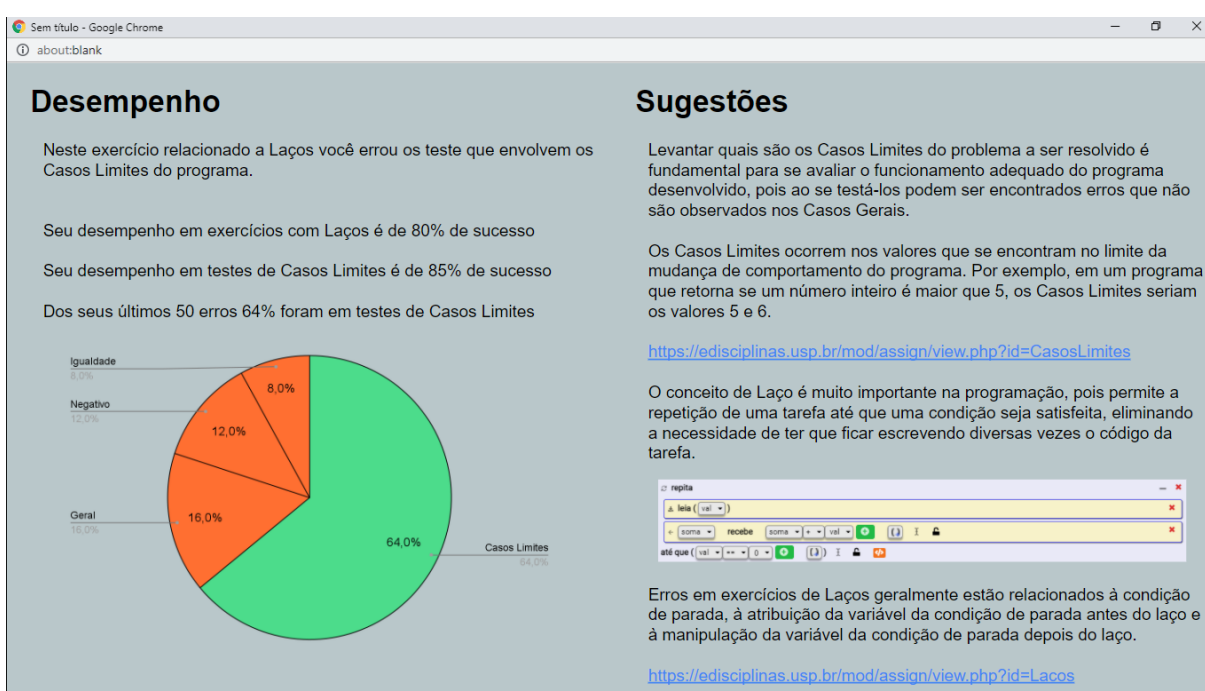 Sem título - Google Chrome
about:blank
Desempenho
Neste exercício relacionado a Laços você errou os teste que envolvem os
Casos Limites do programa.
Seu desempenho em exercícios com Laços é de 80% de sucesso
Seu desempenho em testes de Casos Limites é de 85% de sucesso
Dos seus últimos 50 erros 64% foram em testes de Casos Limites
Igualdade
8,0%
8,0%
Negativo
12,0%
12,0%
Geral
16,0%
16,0%
64,0%
Casos Limites
64,0%
Sugestões
Levantar quais são os Casos Limites do problema a ser resolvido é
fundamental para se avaliar o funcionamento adequado do programa
desenvolvido, pois ao se testá-los podem ser encontrados erros que não
são observados nos Casos Gerais.
Os Casos Limites ocorrem nos valores que se encontram no limite da
mudança de comportamento do programa. Por exemplo, em um programa
que retorna se um número inteiro é maior que 5, os Casos Limites seriam
os valores 5 e 6.
https://edisciplinas.usp.br/mod/assign/view.php?id=CasosLimites
O conceito de Laço é muito importante na programação, pois permite a
repetição de uma tarefa até que uma condição seja satisfeita, eliminando
a necessidade de ter que ficar escrevendo diversas vezes o código da
tarefa.
repita
leia ( val )
soma recebe soma + val
até que ( val == 0 )
Erros em exercícios de Laços geralmente estão relacionados à condição
de parada, à atribuição da variável da condição de parada antes do laço e
à manipulação da variável da condição de parada depois do laço.
https://edisciplinas.usp.br/mod/assign/view.php?id=Lacos